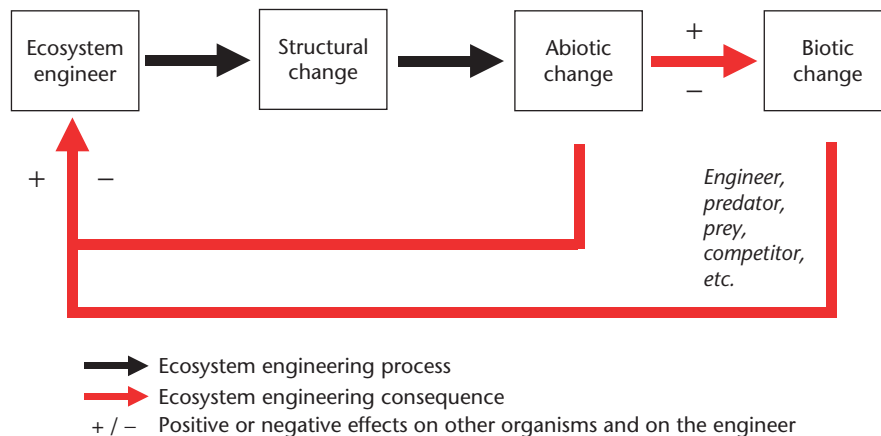 Ecosystem
engineer
Structural
change
Abiotic
change
+
−
Biotic
change
+ −
Engineer,
predator,
prey,
competitor,
etc.
Ecosystem engineering process
Ecosystem engineering consequence
+ / − Positive or negative effects on other organisms and on the engineer